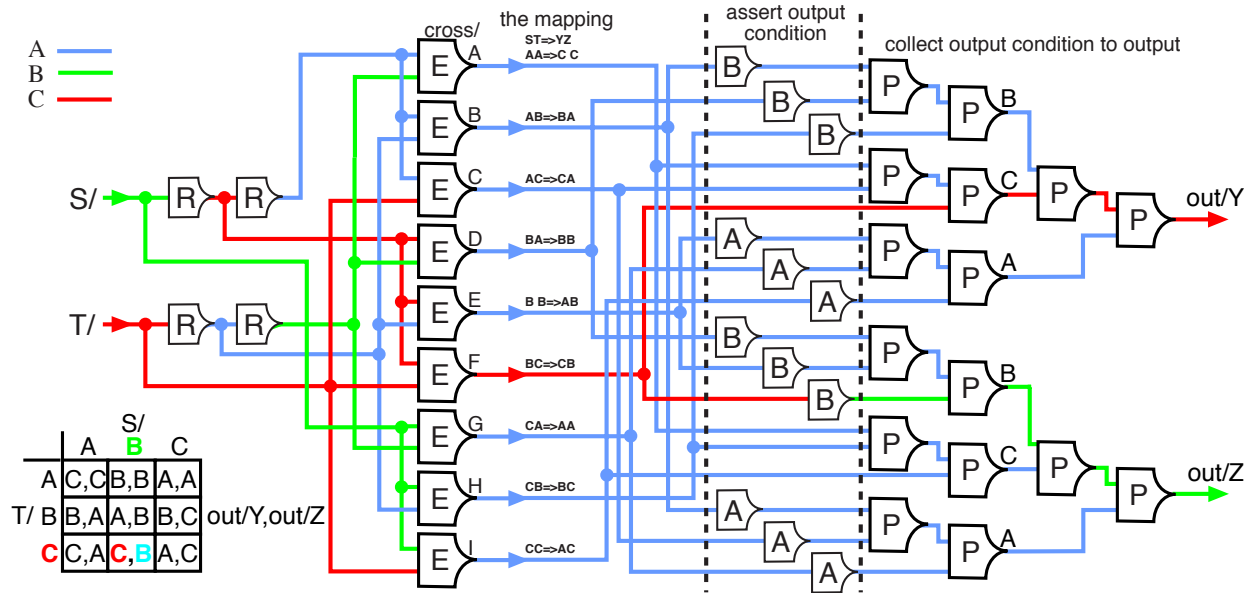 A
B
C
S/
T/
R
R
R
R
cross/
the mapping
assert output
condition
collect output condition to output
ST=>YZ
E A AA=>C C
E B AB=>BA
E C AC=>CA
E D BA=>BB
E E B B=>AB
E F BC=>CB
E G CA=>AA
E H CB=>BC
E I CC=>AC
B
B
B
A
A
A
B
B
B
A
A
A
P
P B
P
P C
P
P
P
P A
out/Y
P
P B
P
P C
P
P
P
P A
out/Z
S/
A B C
A C,C B,B A,A
T/ B B,A A,B B,C out/Y,out/Z
C C,A C,B A,C